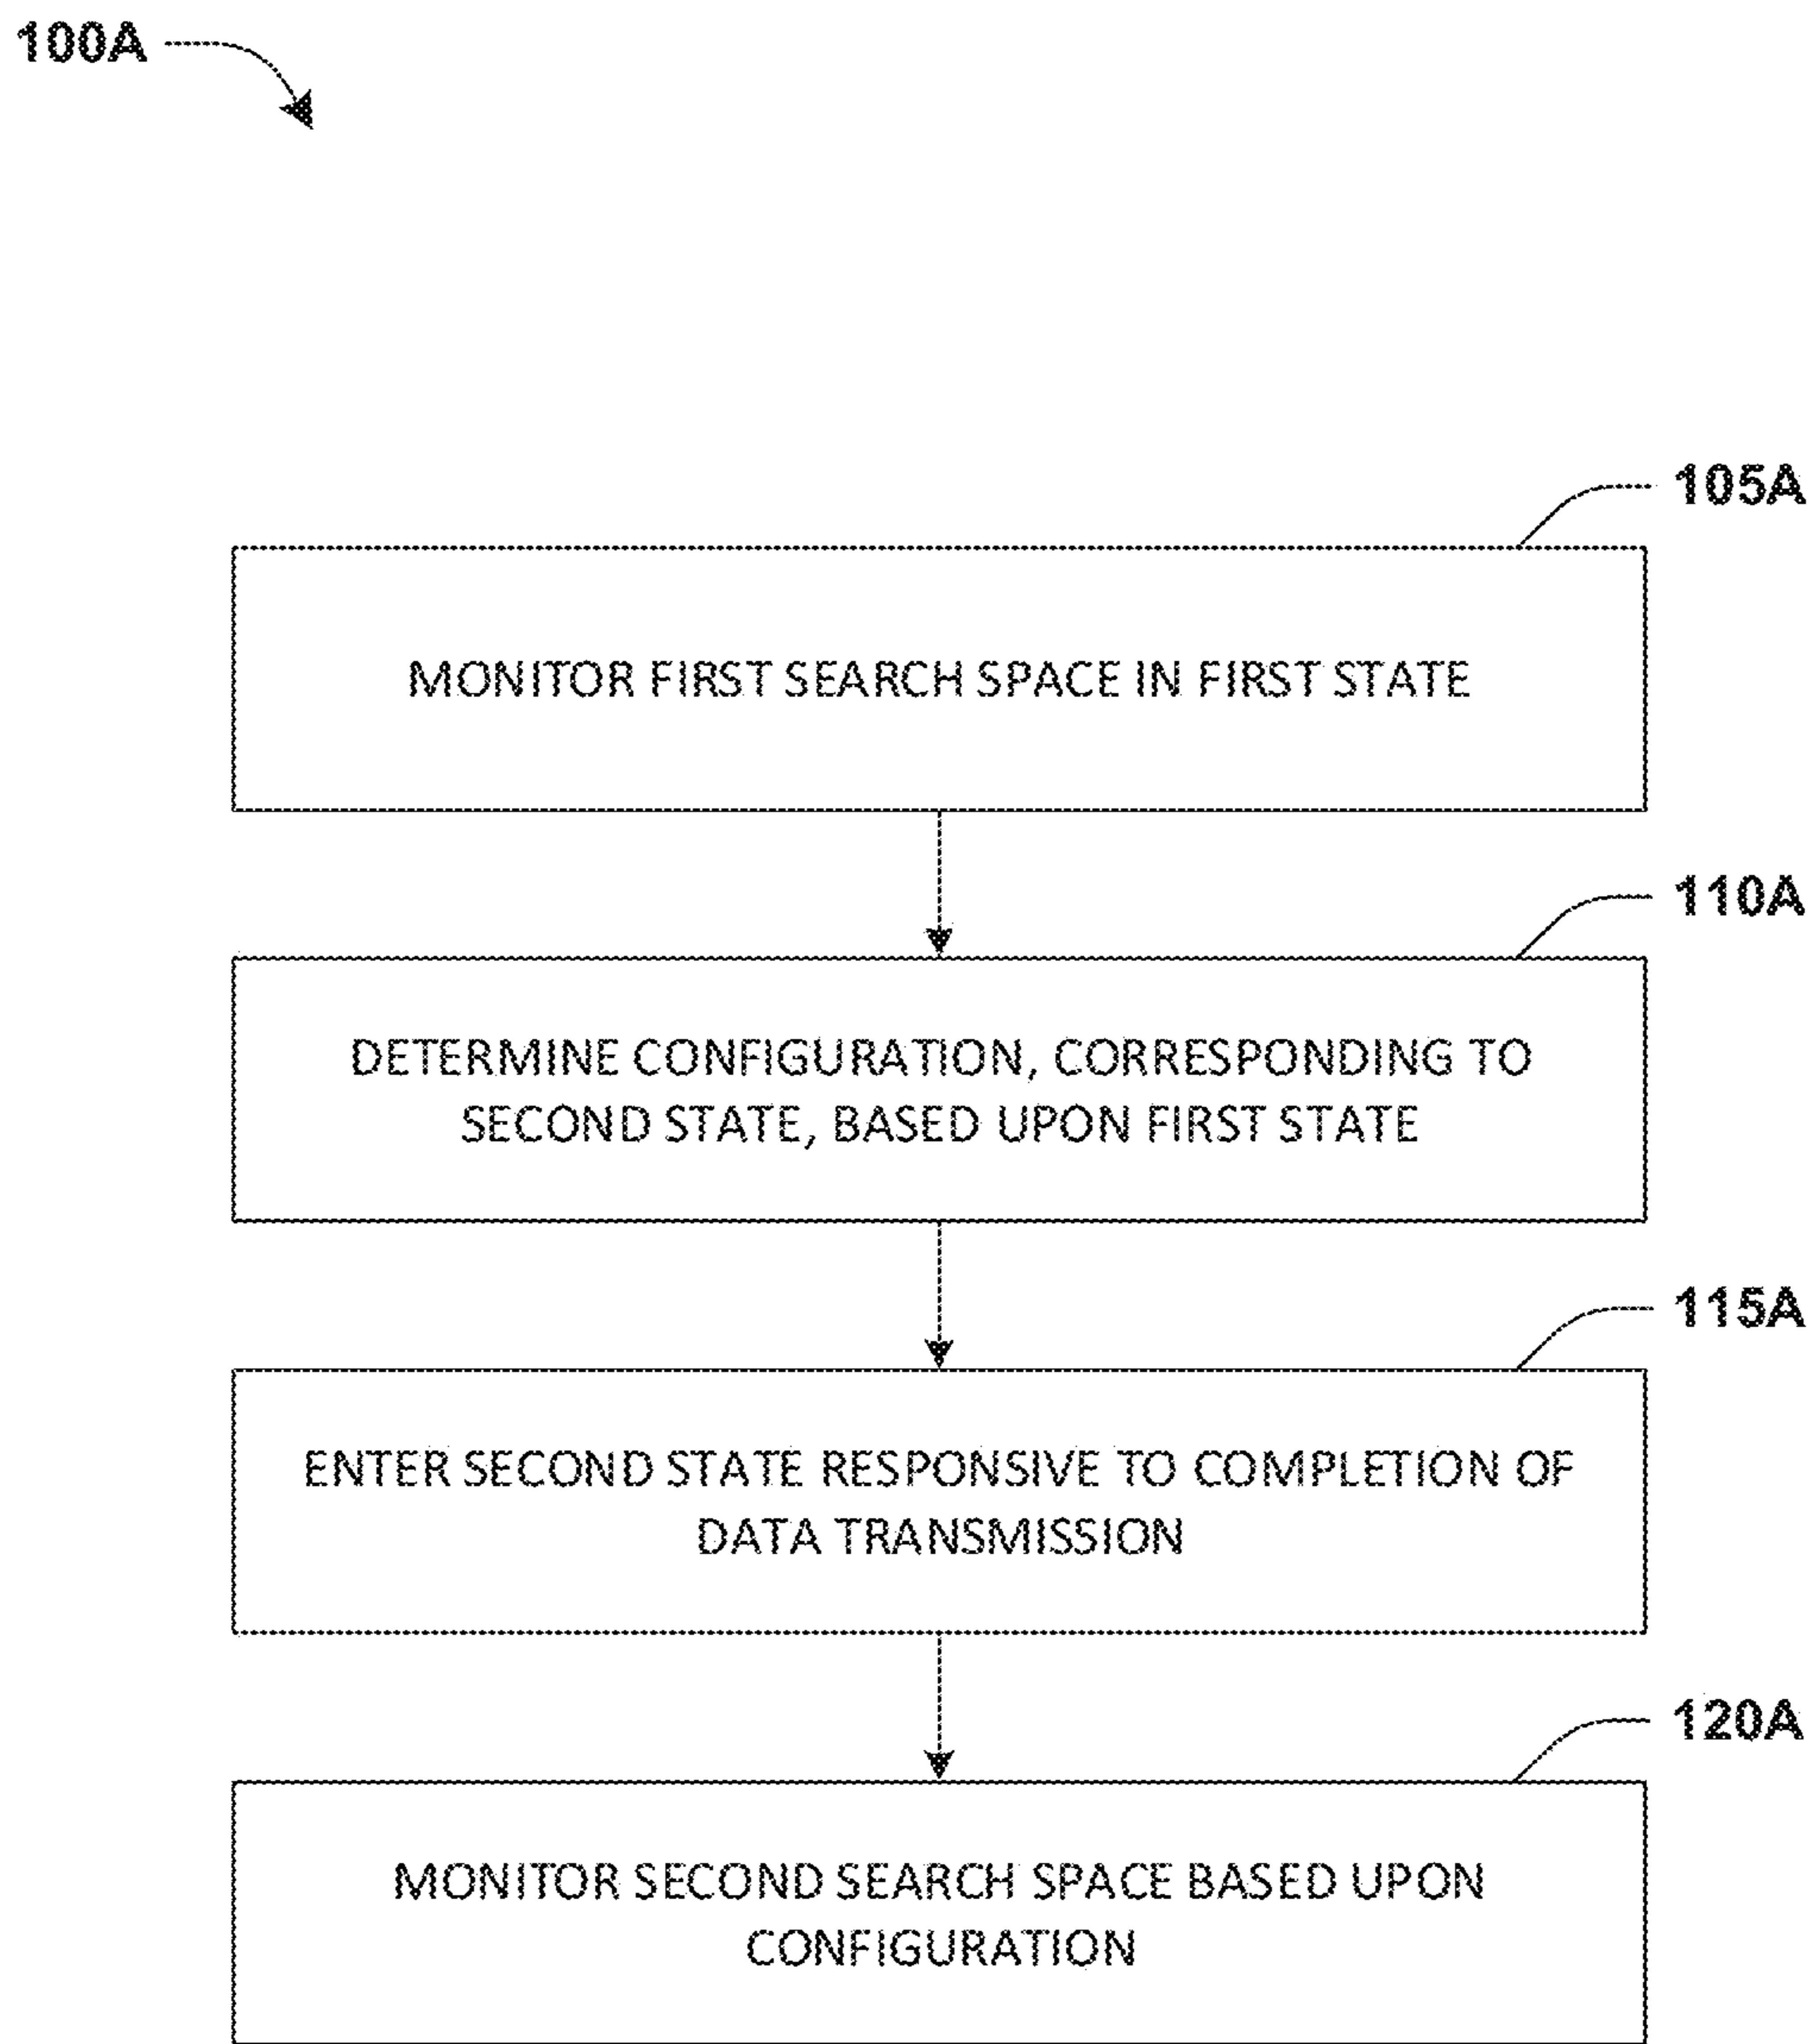 100A
105A
MONITOR FIRST SEARCH SPACE IN FIRST STATE
110A
DETERMINE CONFIGURATION, CORRESPONDING TO
SECOND STATE, BASED UPON FIRST STATE
115A
ENTER SECOND STATE RESPONSIVE TO COMPLETION OF
DATA TRANSMISSION
120A
MONITOR SECOND SEARCH SPACE BASED UPON
CONFIGURATION